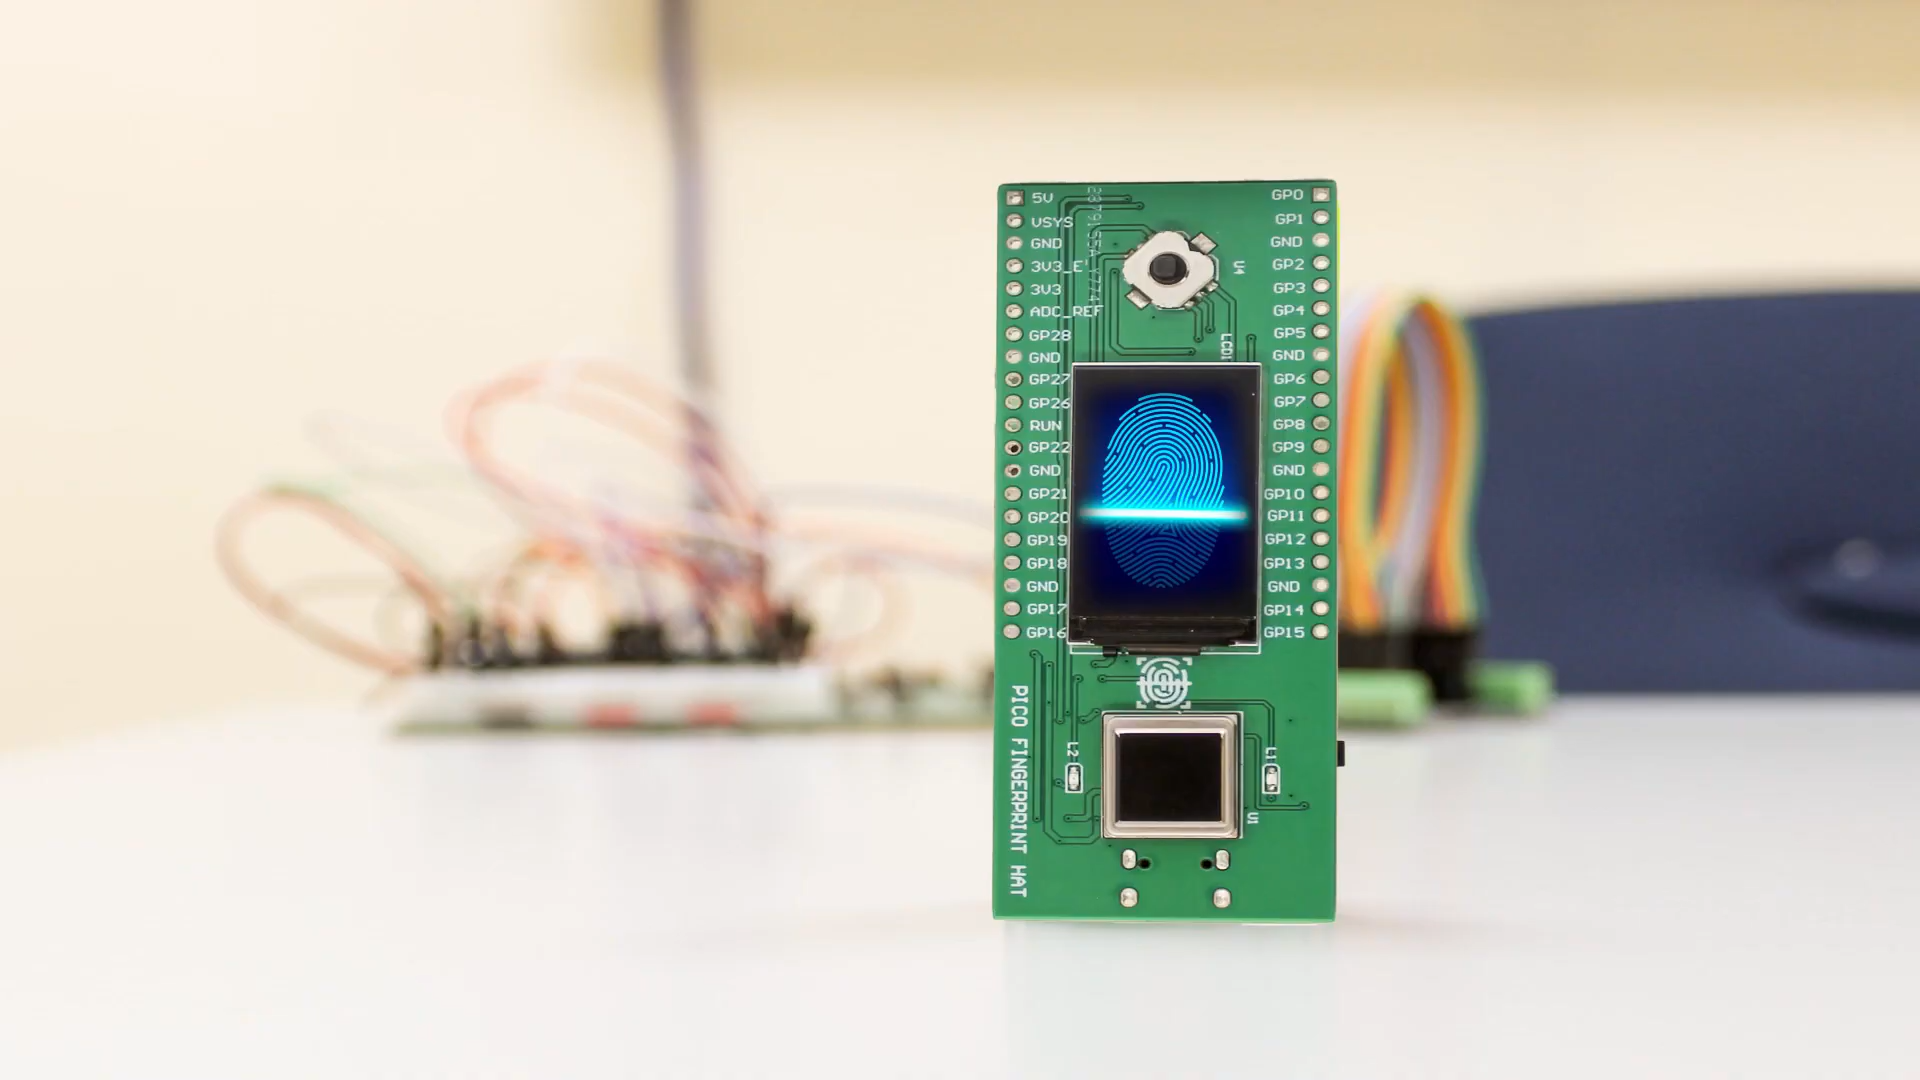 5V
VSYS
GND
3V3_E
3V3
ADC_REF
GP28
GND
GP27
GP26
RUN
GP22
GND
GP21
GP20
GP19
GP18
GND
GP17
GP16
GP0
GP1
GND
GP2
GP3
GP4
GP5
GND
GP6
GP7
GP8
GP9
GND
GP10
GP11
GP12
GP13
GND
GP14
GP15
U4
LCD1
L2
L1
U1
PICO FINGERPRINT HAT